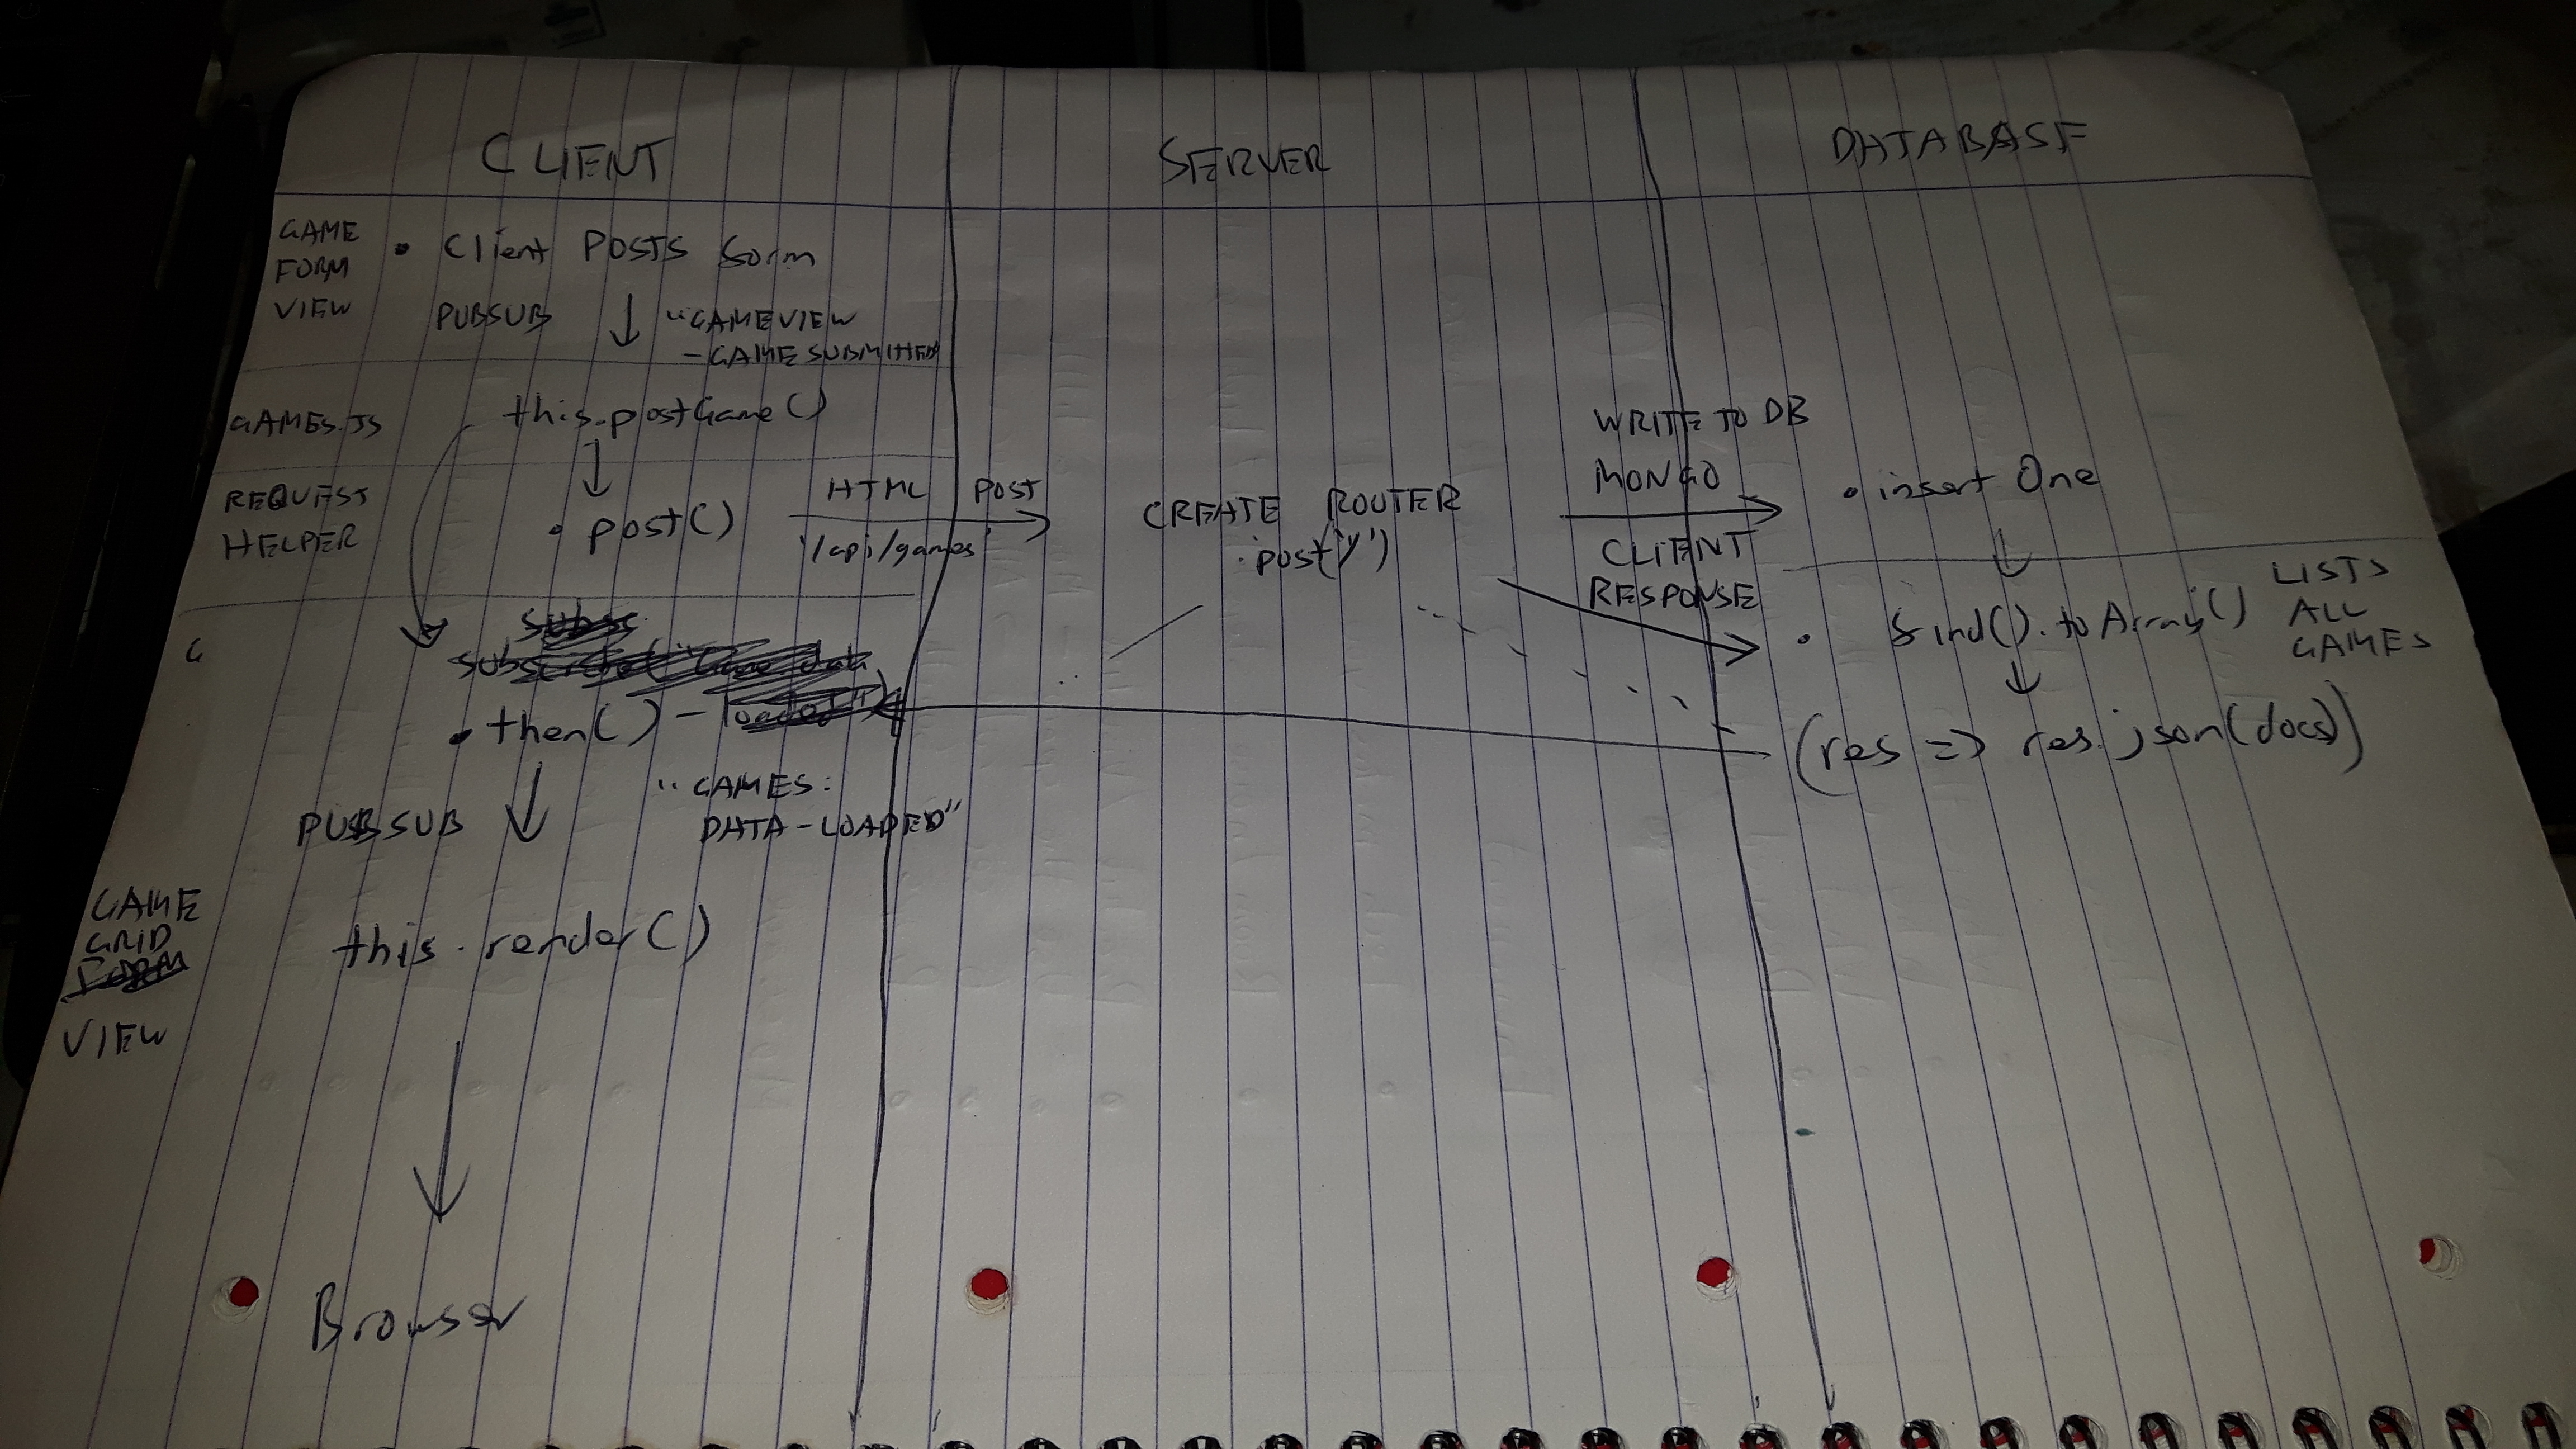 CLIENT
SERVER
DATABASE
GAME
FORM
VIEW
• Client POSTS form
PUBSUB ↓ "GAMEVIEW
-GAME SUBMITTED
GAMES.JS
this.postGame()
REQUEST
HELPER
• post()
HTML POST
'/api/games'
CREATE ROUTER
.post('/')
WRITE TO DB
MONGO
CLIENT
RESPONSE
• insert One
• find().toArray()
LISTS
ALL
GAMES
(res => res.json(docs))
G
• then() -
PUBSUB ↓ "GAMES:
DATA-LOADED"
GAME
GRID
VIEW
this.render()
Browser